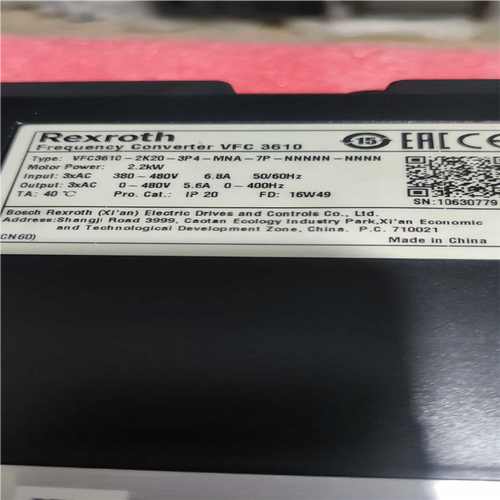 Rexroth
Frequency Converter VFC 3610
Type: VFC3610-2K20-3P4-MNA-7P-NNNNN-NNNN
Motor Power: 2.2kW
Input: 3xAC 380-480V 6.8A 50/60Hz
Output: 3xAC 0-480V 5.6A 0-400Hz
TA: 40℃ Pro. Cat.: IP 20 FD: 16W49
15 EAC CE
SN:10630779
Bosch Rexroth (Xi'an) Electric Drives and Controls Co., Ltd.
Address:Shangji Road 3999, Caotan Ecology Industry Park,Xi'an Economic
and Technological Development Zone, China. P.C. 710021
CN60) Made in China